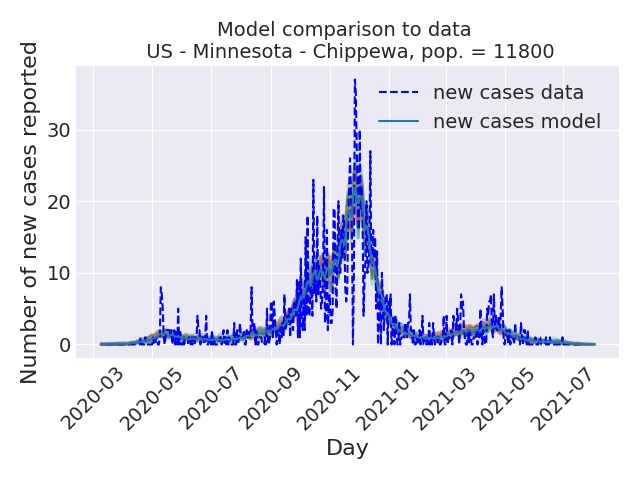 Model comparison to data
US - Minnesota - Chippewa, pop. = 11800
Number of new cases reported
new cases data
new cases model
30
20
10
0
2020-03
2020-05
2020-07
2020-09
2020-11
2021-01
2021-03
2021-05
2021-07
Day